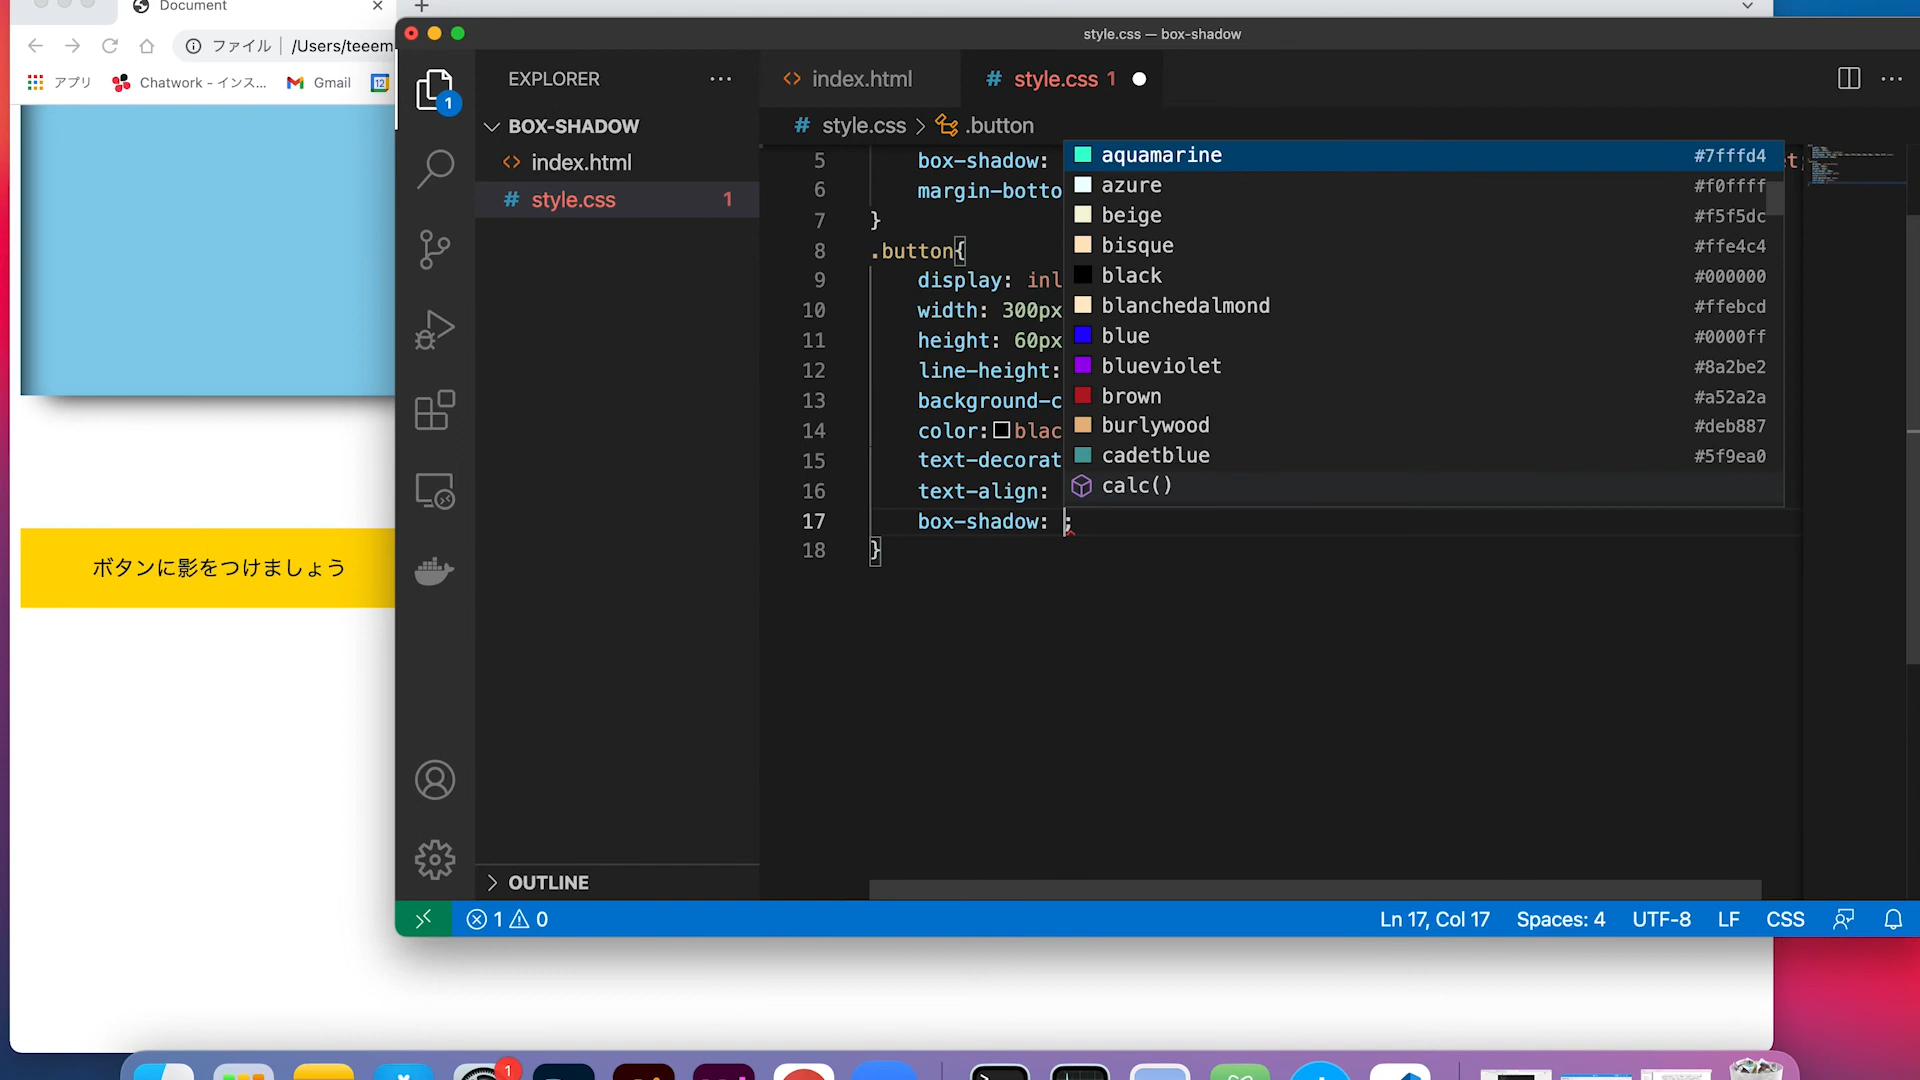 Document
ファイル
/Users/teeem
アプリ
Chatwork - インス...
Gmail
12
style.css — box-shadow
1
EXPLORER
BOX-SHADOW
index.html
style.css
1
OUTLINE
index.html
style.css 1
style.css > .button
5 box-shadow:
6 margin-botto
7 }
8 .button{
9 display: inl
10 width: 300px
11 height: 60px
12 line-height:
13 background-c
14 color: blac
15 text-decorat
16 text-align:
17 box-shadow: ;
18 }
aquamarine #7fffd4
azure #f0ffff
beige #f5f5dc
bisque #ffe4c4
black #000000
blanchedalmond #ffebcd
blue #0000ff
blueviolet #8a2be2
brown #a52a2a
burlywood #deb887
cadetblue #5f9ea0
calc()
ボタンに影をつけましょう
1 0
Ln 17, Col 17
Spaces: 4
UTF-8
LF
CSS
1